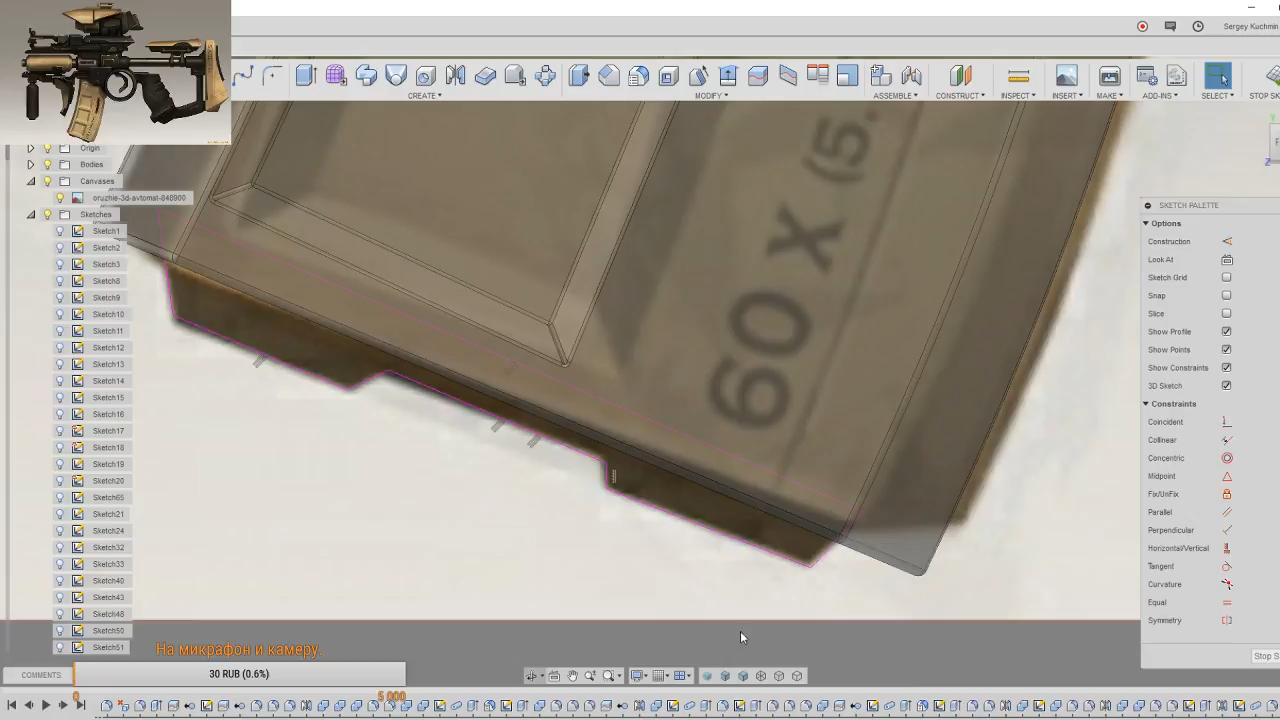 Sergey Kuchmin
CREATE ▾
MODIFY ▾
ASSEMBLE ▾
CONSTRUCT ▾
INSPECT ▾
INSERT ▾
MAKE ▾
ADD-INS ▾
SELECT ▾
STOP SK
Origin
Bodies
Canvases
oruzhie-3d-avtomat-848900
Sketches
Sketch1
Sketch2
Sketch3
Sketch8
Sketch9
Sketch10
Sketch11
Sketch12
Sketch13
Sketch14
Sketch15
Sketch16
Sketch17
Sketch18
Sketch19
Sketch20
Sketch65
Sketch21
Sketch24
Sketch32
Sketch33
Sketch40
Sketch43
Sketch48
Sketch50
Sketch51
SKETCH PALETTE
Options
Construction
Look At
Sketch Grid
Snap
Slice
Show Profile
Show Points
Show Constraints
3D Sketch
Constraints
Coincident
Collinear
Concentric
Midpoint
Fix/UnFix
Parallel
Perpendicular
Horizontal/Vertical
Tangent
Curvature
Equal
Symmetry
Stop S
На микрафон и камеру.
COMMENTS
30 RUB (0.6%)
0
5 000